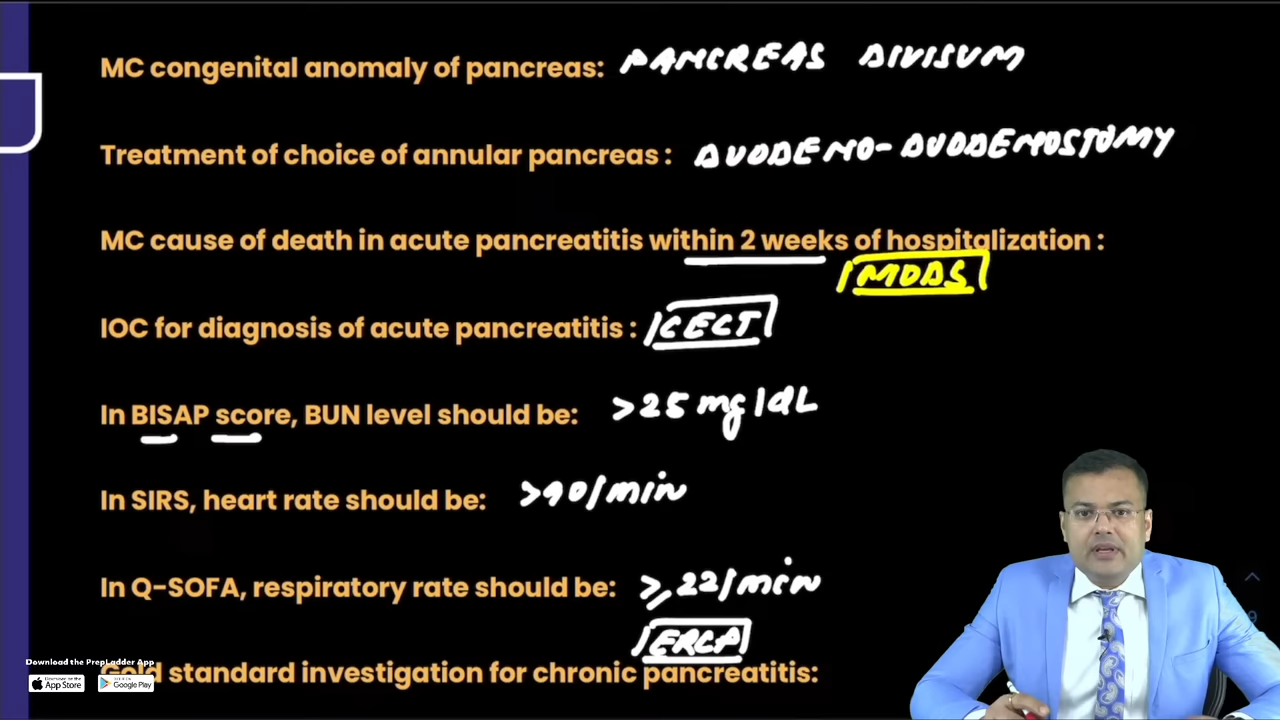 MC congenital anomaly of pancreas: PANCREAS DIVISUM
Treatment of choice of annular pancreas : DUODENO-DUODENOSTOMY
MC cause of death in acute pancreatitis within 2 weeks of hospitalization :
MODS
IOC for diagnosis of acute pancreatitis : CECT
In BISAP score, BUN level should be: >25 mg/dL
In SIRS, heart rate should be: >90/min
In Q-SOFA, respiratory rate should be: ≥22/min
ERCP
Download the PrepLadder App
Gold standard investigation for chronic pancreatitis:
App Store
Google Play